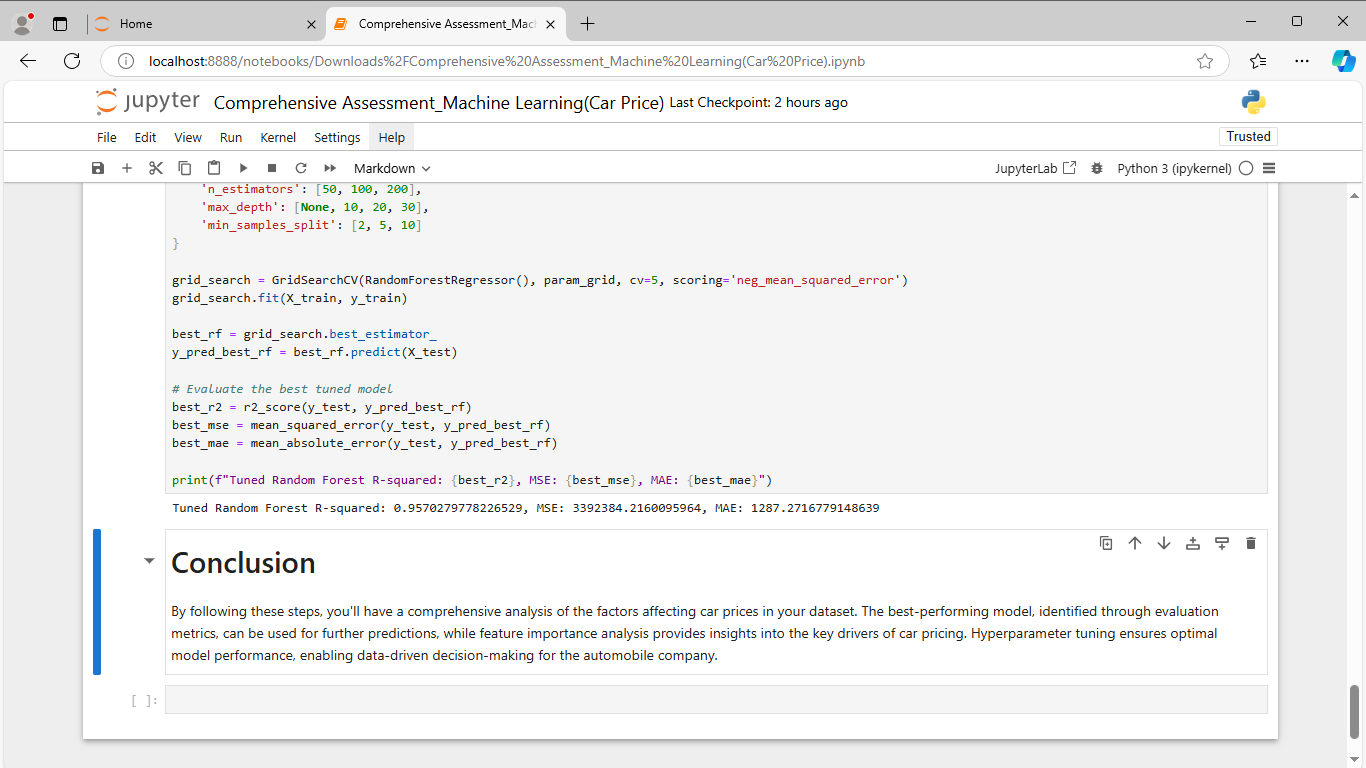 Home
Comprehensive Assessment_Mac
localhost:8888/notebooks/Downloads%2FComprehensive%20Assessment_Machine%20Learning(Car%20Price).ipynb
jupyter Comprehensive Assessment_Machine Learning(Car Price) Last Checkpoint: 2 hours ago
File Edit View Run Kernel Settings Help Trusted
Markdown JupyterLab Python 3 (ipykernel)
'n_estimators': [50, 100, 200],
'max_depth': [None, 10, 20, 30],
'min_samples_split': [2, 5, 10]
}
grid_search = GridSearchCV(RandomForestRegressor(), param_grid, cv=5, scoring='neg_mean_squared_error')
grid_search.fit(X_train, y_train)
best_rf = grid_search.best_estimator_
y_pred_best_rf = best_rf.predict(X_test)
# Evaluate the best tuned model
best_r2 = r2_score(y_test, y_pred_best_rf)
best_mse = mean_squared_error(y_test, y_pred_best_rf)
best_mae = mean_absolute_error(y_test, y_pred_best_rf)
print(f"Tuned Random Forest R-squared: {best_r2}, MSE: {best_mse}, MAE: {best_mae}")
Tuned Random Forest R-squared: 0.9570279778226529, MSE: 3392384.2160095964, MAE: 1287.2716779148639
Conclusion
By following these steps, you'll have a comprehensive analysis of the factors affecting car prices in your dataset. The best-performing model, identified through evaluation
metrics, can be used for further predictions, while feature importance analysis provides insights into the key drivers of car pricing. Hyperparameter tuning ensures optimal
model performance, enabling data-driven decision-making for the automobile company.
[ ]: